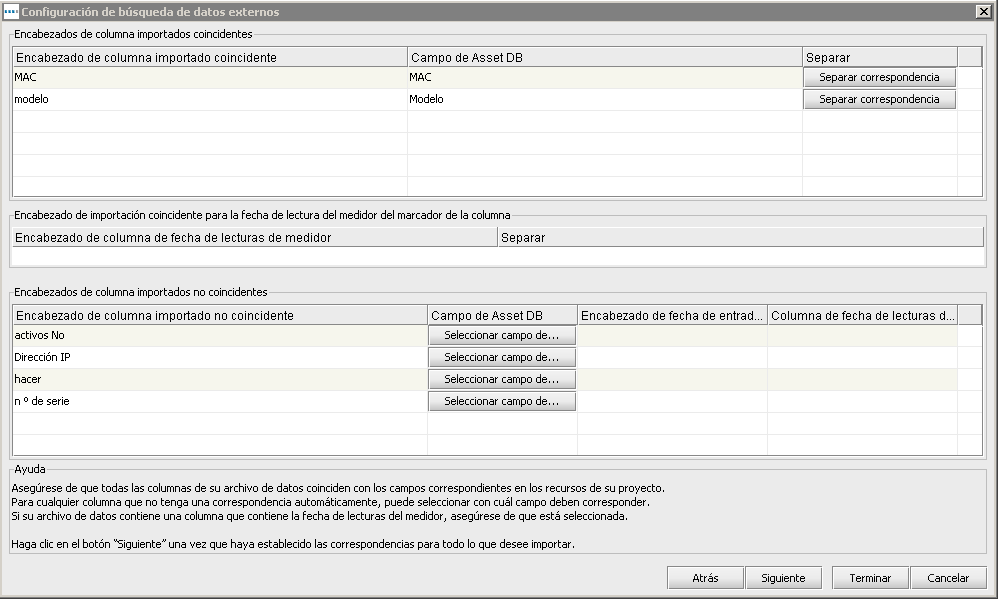 Configuración de búsqueda de datos externos
Encabezados de columna importados coincidentes
Encabezado de columna importado coincidente Campo de Asset DB Separar
MAC MAC Separar correspondencia
modelo Modelo Separar correspondencia
Encabezado de importación coincidente para la fecha de lectura del medidor del marcador de la columna
Encabezado de columna de fecha de lecturas de medidor Separar
Encabezados de columna importados no coincidentes
Encabezado de columna importado no coincidente Campo de Asset DB Encabezado de fecha de entrad... Columna de fecha de lecturas d...
activos No Seleccionar campo de...
Dirección IP Seleccionar campo de...
hacer Seleccionar campo de...
n º de serie Seleccionar campo de...
Ayuda
Asegúrese de que todas las columnas de su archivo de datos coinciden con los campos correspondientes en los recursos de su proyecto.
Para cualquier columna que no tenga una correspondencia automáticamente, puede seleccionar con cuál campo deben corresponder.
Si su archivo de datos contiene una columna que contiene la fecha de lecturas del medidor, asegúrese de que está seleccionada.
Haga clic en el botón "Siguiente" una vez que haya establecido las correspondencias para todo lo que desee importar.
Atrás Siguiente Terminar Cancelar